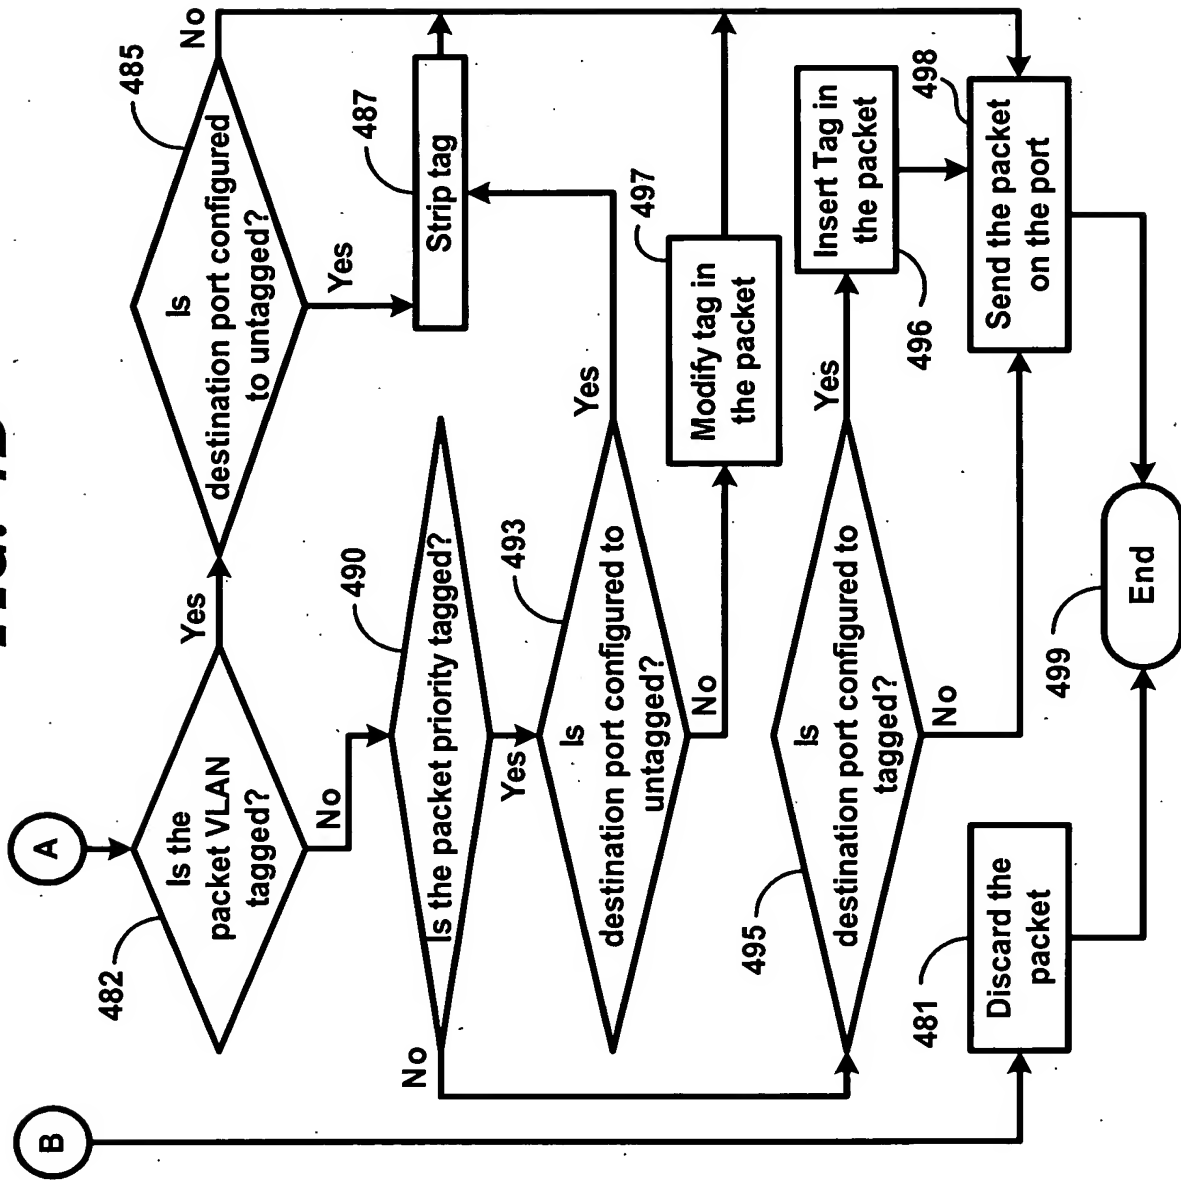 A
B
482
Is the
packet VLAN
tagged?
Yes
No
485
Is
destination port configured
to untagged?
No
Yes
487
Strip tag
490
Is the packet priority tagged?
No
Yes
493
Is
destination port configured to
untagged?
Yes
No
497
Modify tag in
the packet
495
Is
destination port configured to
tagged?
Yes
No
Insert Tag in
the packet
496
498
Send the packet
on the port
481
Discard the
packet
499
End